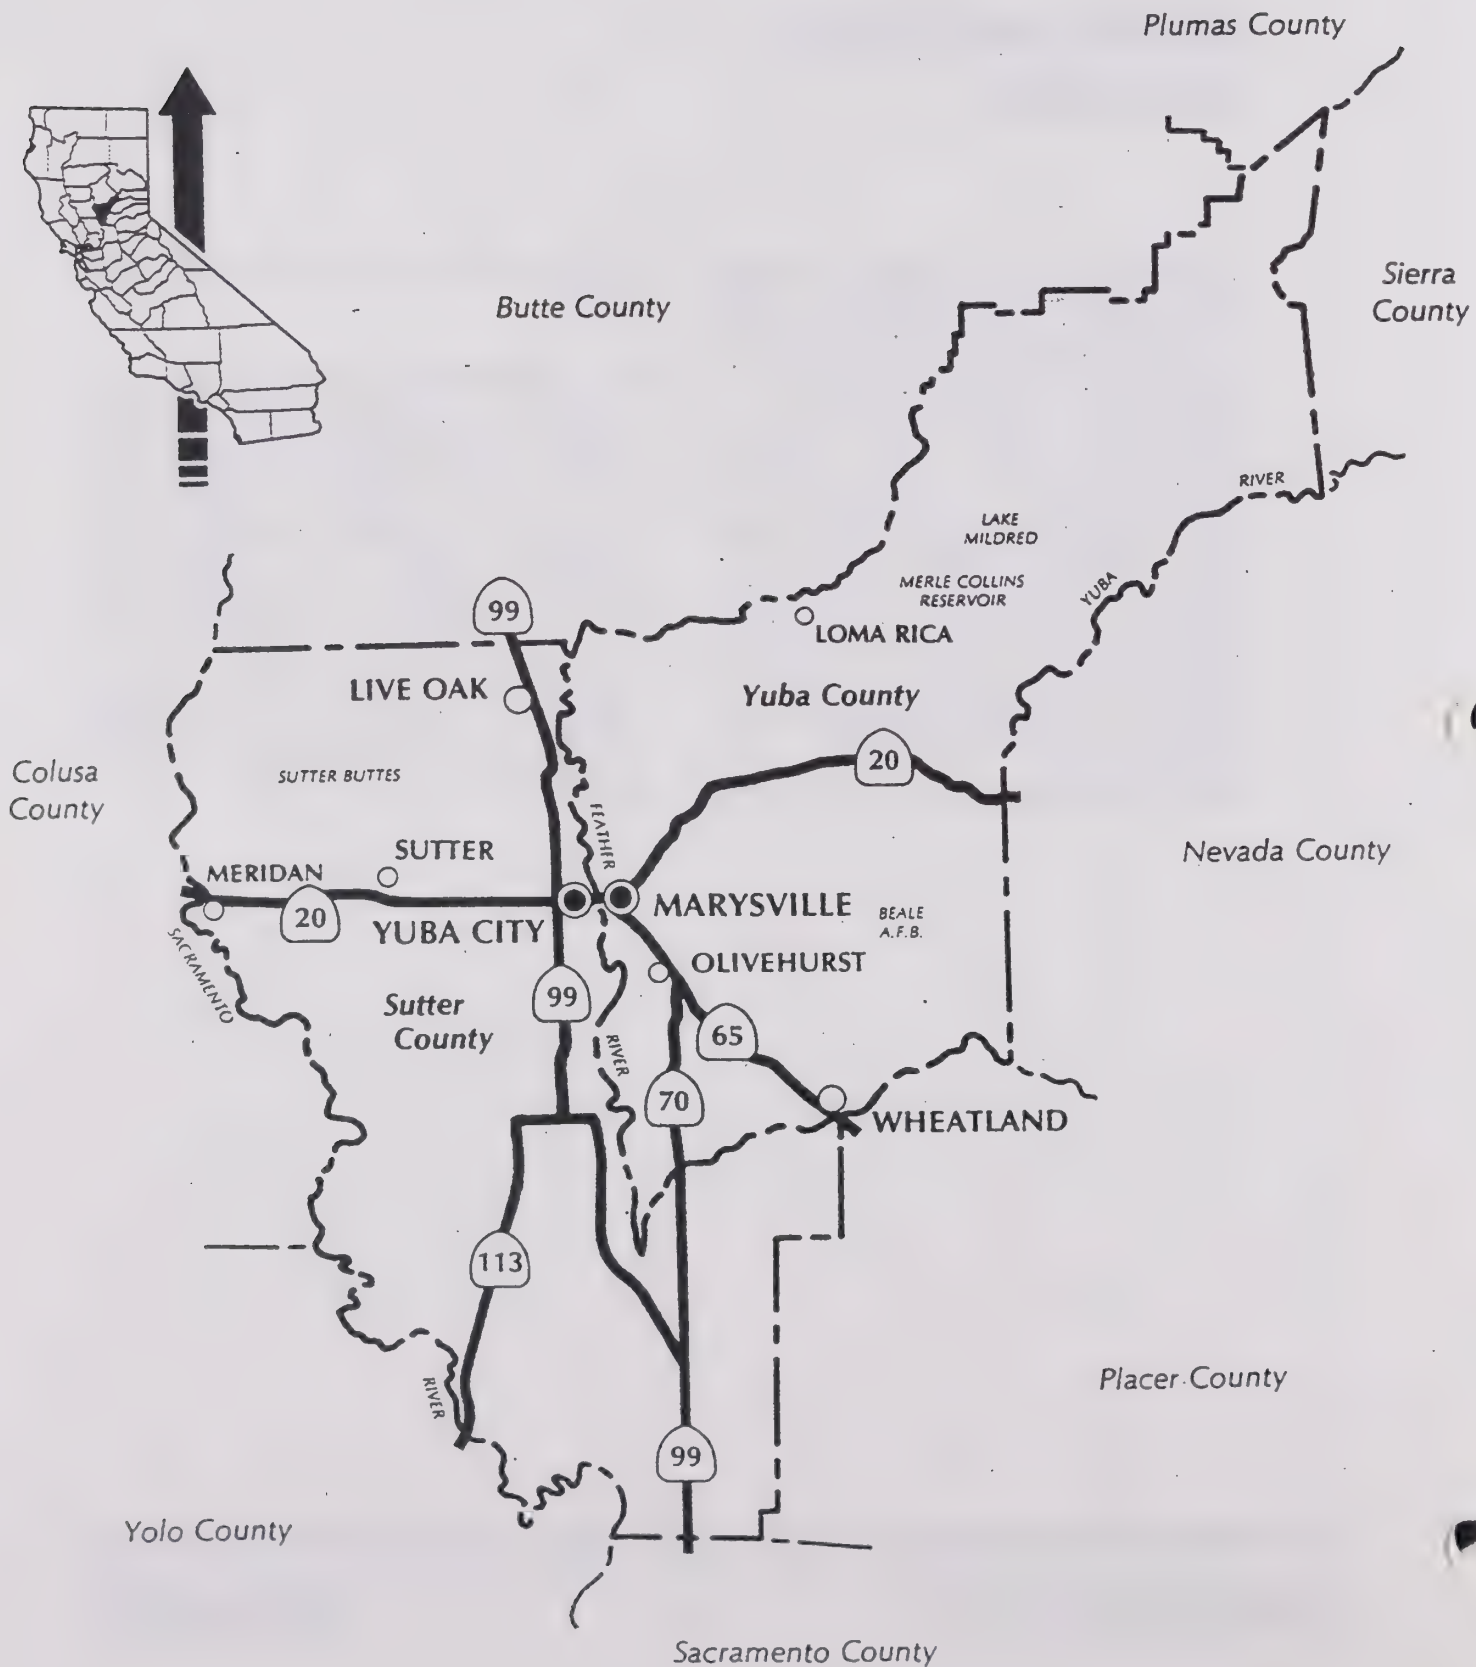 Plumas County
Sierra
County
Butte County
RIVER
LAKE
MILDRED
MERLE COLLINS
RESERVOIR
YUBA
99
LOMA RICA
LIVE OAK
Yuba County
20
Colusa
County
SUTTER BUTTES
FEATHER
SUTTER
Nevada County
MERIDAN
20
YUBA CITY
MARYSVILLE
BEALE
A.F.B.
SACRAMENTO
OLIVEHURST
Sutter
County
99
65
RIVER
70
WHEATLAND
113
RIVER
Placer County
99
Yolo County
Sacramento County